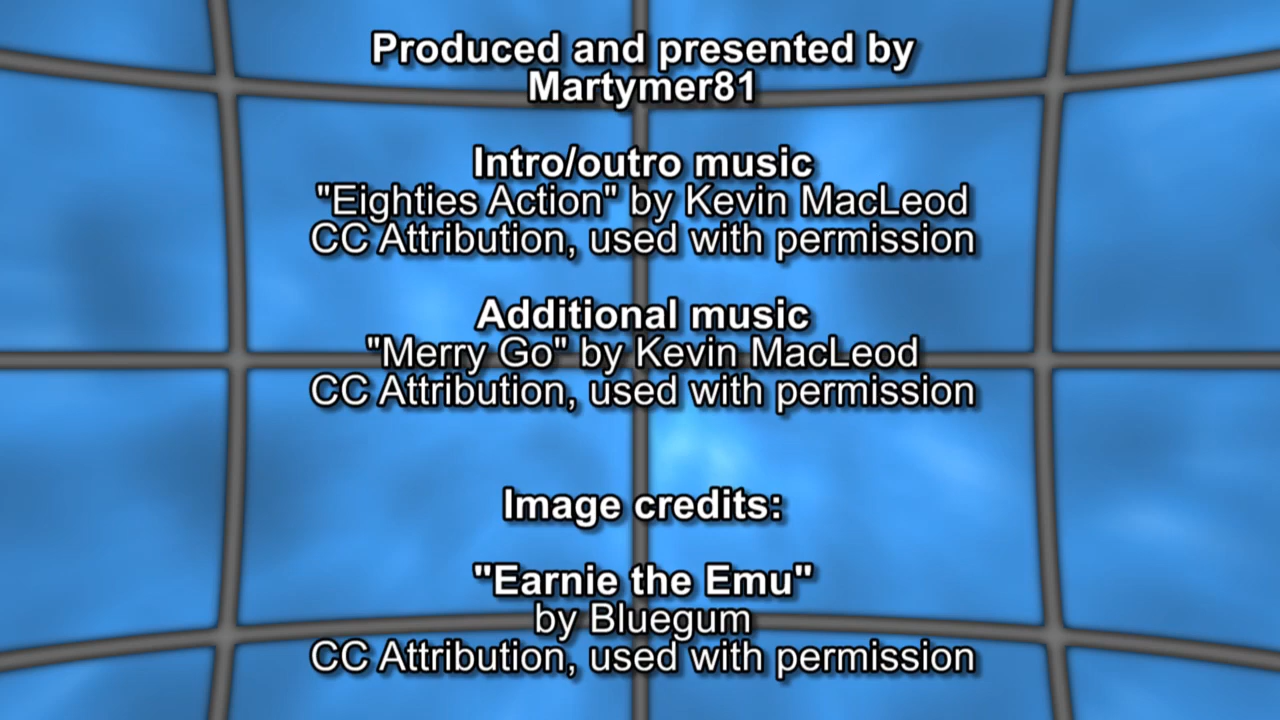 Produced and presented by
Martymer81
Intro/outro music
"Eighties Action" by Kevin MacLeod
CC Attribution, used with permission
Additional music
"Merry Go" by Kevin MacLeod
CC Attribution, used with permission
Image credits:
"Earnie the Emu"
by Bluegum
CC Attribution, used with permission